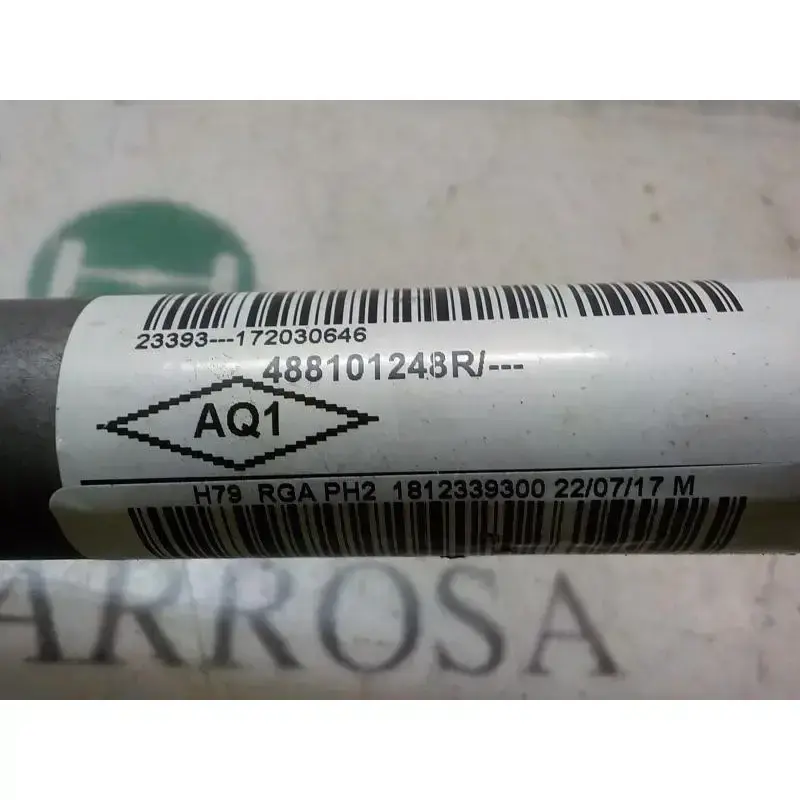 23393---172030646
488101248R/---
AQ1
H79 RGA PH2 1812339300 22/07/17 M
ARROSA